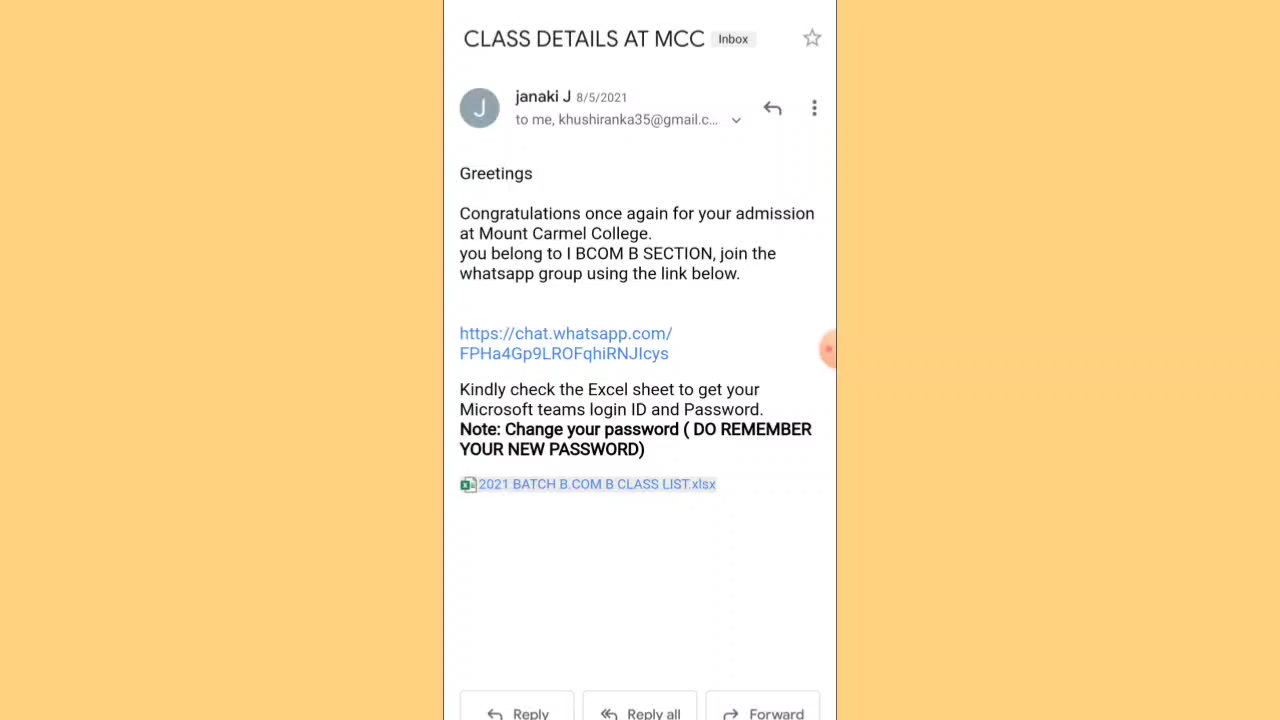 CLASS DETAILS AT MCC Inbox
J
janaki J 8/5/2021
to me, khushiranka35@gmail.c...
Greetings
Congratulations once again for your admission
at Mount Carmel College.
you belong to I BCOM B SECTION, join the
whatsapp group using the link below.
https://chat.whatsapp.com/
FPHa4Gp9LROFqhiRNJIcys
Kindly check the Excel sheet to get your
Microsoft teams login ID and Password.
Note: Change your password ( DO REMEMBER
YOUR NEW PASSWORD)
2021 BATCH B.COM B CLASS LIST.xlsx
Reply Reply all Forward